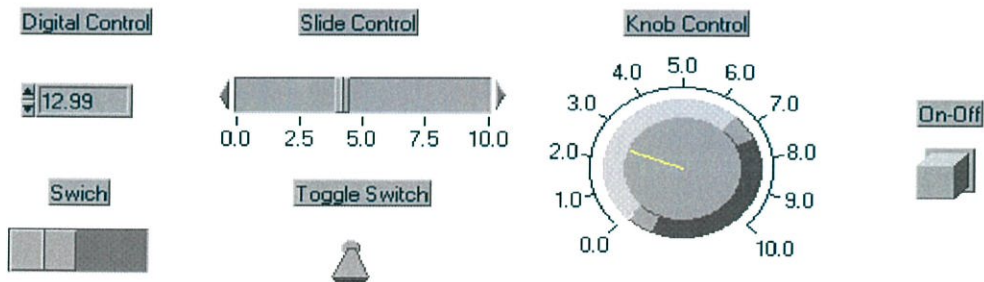 Digital Control
Slide Control
Knob Control
12.99
0.0 2.5 5.0 7.5 10.0
0.0 1.0 2.0 3.0 4.0 5.0 6.0 7.0 8.0 9.0 10.0
On-Off
Swich
Toggle Switch